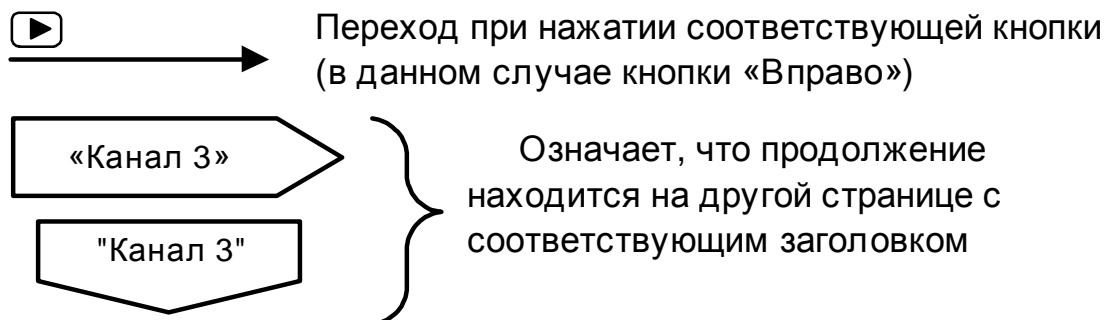 Переход при нажатии соответствующей кнопки
(в данном случае кнопки «Вправо»)
«Канал 3»
"Канал 3"
Означает, что продолжение
находится на другой странице с
соответствующим заголовком